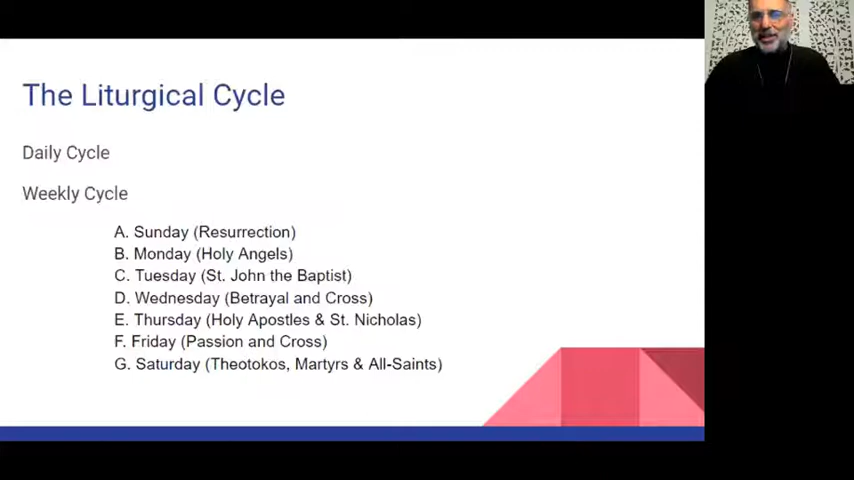 The Liturgical Cycle
Daily Cycle
Weekly Cycle
A. Sunday (Resurrection)
B. Monday (Holy Angels)
C. Tuesday (St. John the Baptist)
D. Wednesday (Betrayal and Cross)
E. Thursday (Holy Apostles & St. Nicholas)
F. Friday (Passion and Cross)
G. Saturday (Theotokos, Martyrs & All-Saints)